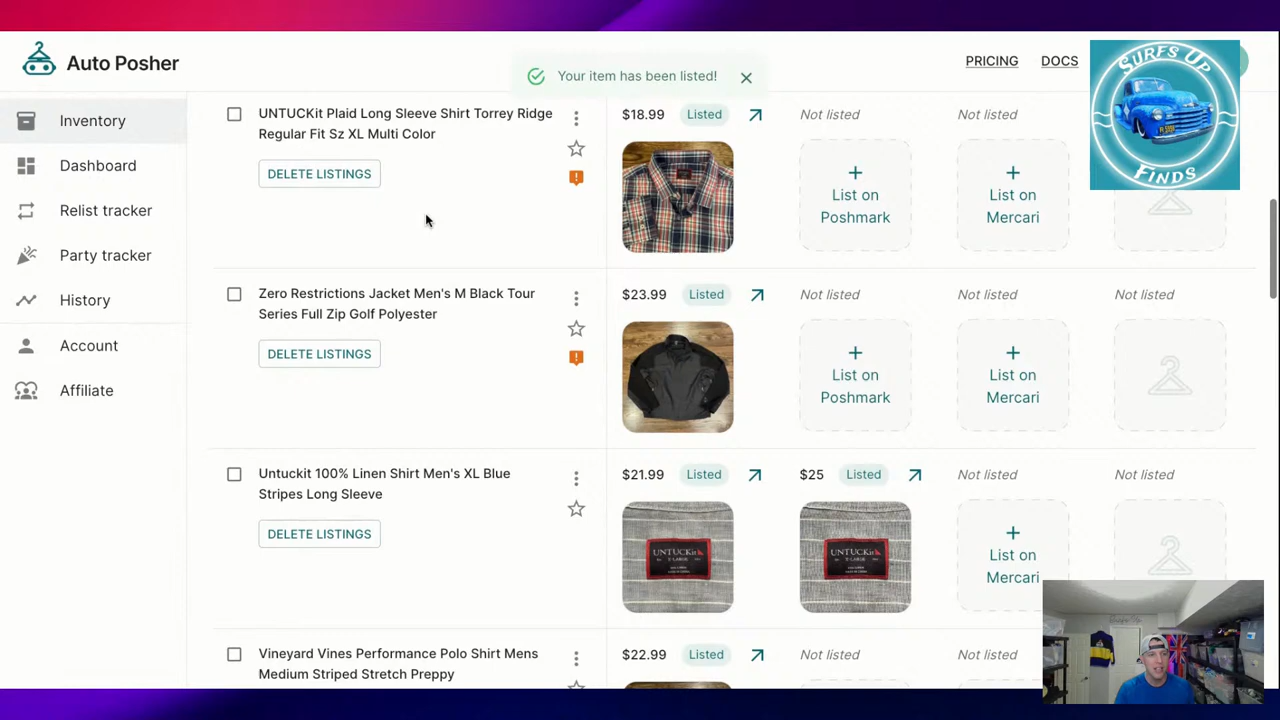 Auto Posher
Your item has been listed!
PRICING
DOCS
SURFS UP
FINDS
Inventory
Dashboard
Relist tracker
Party tracker
History
Account
Affiliate
UNTUCKit Plaid Long Sleeve Shirt Torrey Ridge
Regular Fit Sz XL Multi Color
DELETE LISTINGS
$18.99
Listed
Not listed
List on
Poshmark
Not listed
List on
Mercari
Zero Restrictions Jacket Men's M Black Tour
Series Full Zip Golf Polyester
DELETE LISTINGS
$23.99
Listed
Not listed
List on
Poshmark
Not listed
List on
Mercari
Not listed
Untuckit 100% Linen Shirt Men's XL Blue
Stripes Long Sleeve
DELETE LISTINGS
$21.99
Listed
UNTUCKit
X-LARGE
$25
Listed
UNTUCKit
X-LARGE
Not listed
List on
Mercari
Not listed
Vineyard Vines Performance Polo Shirt Mens
Medium Striped Stretch Preppy
$22.99
Listed
Not listed
Not listed
Not listed